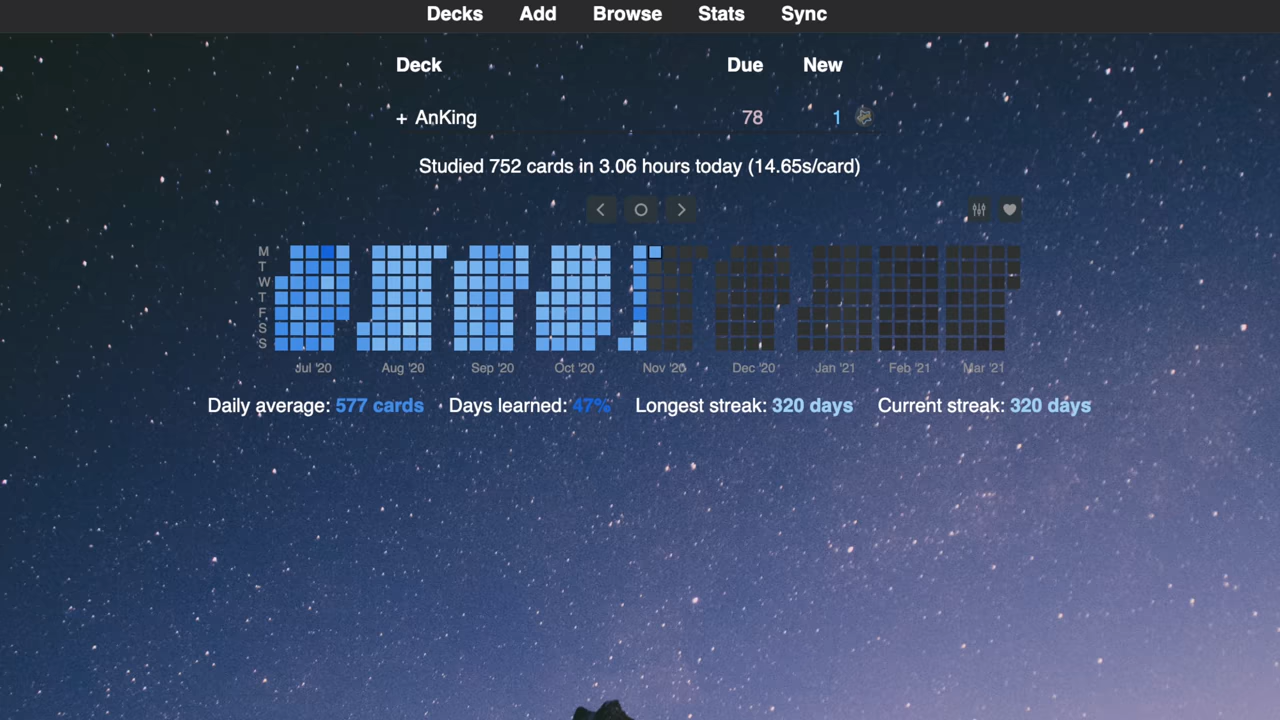 Decks Add Browse Stats Sync
Deck Due New
+ AnKing 78 1
Studied 752 cards in 3.06 hours today (14.65s/card)
M
T
W
T
F
S
S
Jul '20 Aug '20 Sep '20 Oct '20 Nov '20 Dec '20 Jan '21 Feb '21 Mar '21
Daily average: 577 cards Days learned: 47% Longest streak: 320 days Current streak: 320 days